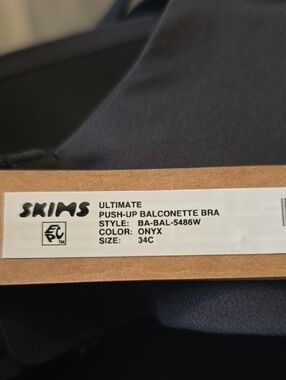 SKIMS
ULTIMATE
PUSH-UP BALCONETTE BRA
STYLE: BA-BAL-5486W
COLOR: ONYX
SIZE: 34C